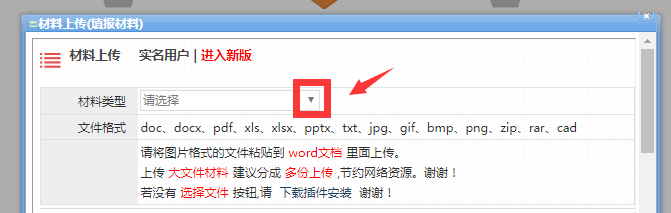 材料上传(填报材料)
材料上传 实名用户 | 进入新版
材料类型 请选择
文件格式 doc、docx、pdf、xls、xlsx、pptx、txt、jpg、gif、bmp、png、zip、rar、cad
请将图片格式的文件粘贴到 word文档 里面上传。
上传 大文件材料 建议分成 多份上传 ,节约网络资源。谢谢！
若没有 选择文件 按钮,请 下载插件安装 谢谢！